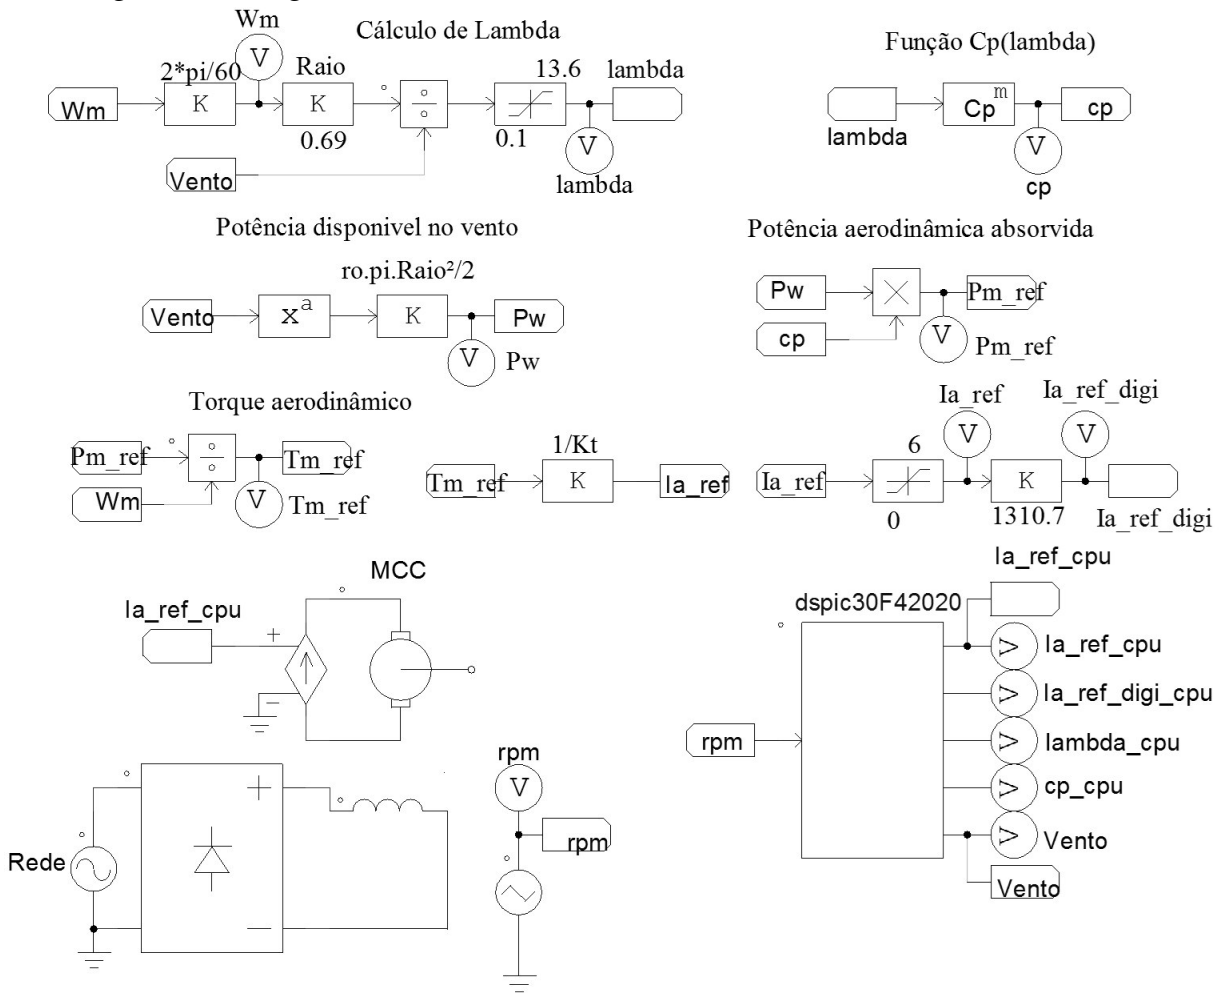 Wm
Cálculo de Lambda
Função Cp(lambda)
2*pi/60
V
Raio
13.6
lambda
Wm
K
K
÷
0.69
0.1
Vento
V
lambda
lambda
Cp
m
cp
V
cp
Potência disponivel no vento
Potência aerodinâmica absorvida
ro.pi.Raio²/2
Vento
xª
K
Pw
V
Pw
Pw
×
Pm_ref
cp
V
Pm_ref
Torque aerodinâmico
Ia_ref
Ia_ref_digi
Pm_ref
÷
Tm_ref
Wm
V
Tm_ref
1/Kt
Tm_ref
K
Ia_ref
V
V
6
Ia_ref
K
0
1310.7
Ia_ref_digi
MCC
Ia_ref_cpu
+
−
Ia_ref_cpu
dspic30F42020
V
Ia_ref_cpu
V
Ia_ref_digi_cpu
rpm
V
lambda_cpu
V
cp_cpu
V
Vento
Vento
Rede
+
−
rpm
V
rpm